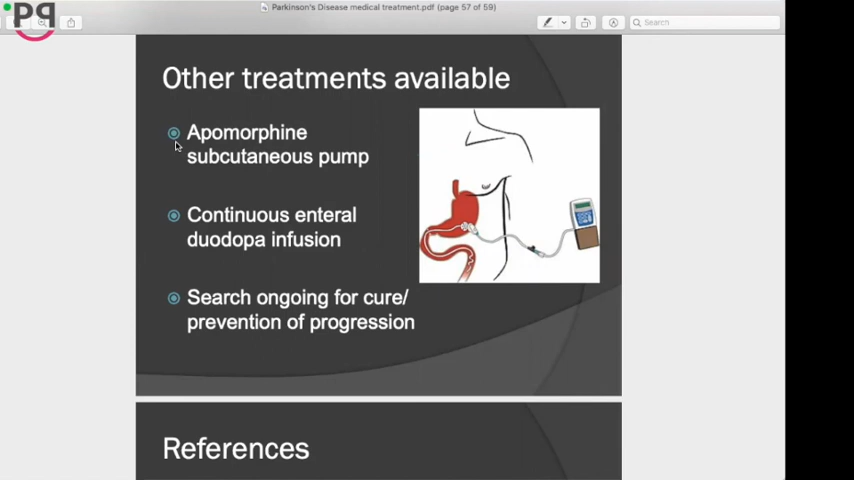 PP
Parkinson's Disease medical treatment.pdf (page 57 of 59)
Search
Other treatments available
Apomorphine
subcutaneous pump
Continuous enteral
duodopa infusion
Search ongoing for cure/
prevention of progression
References